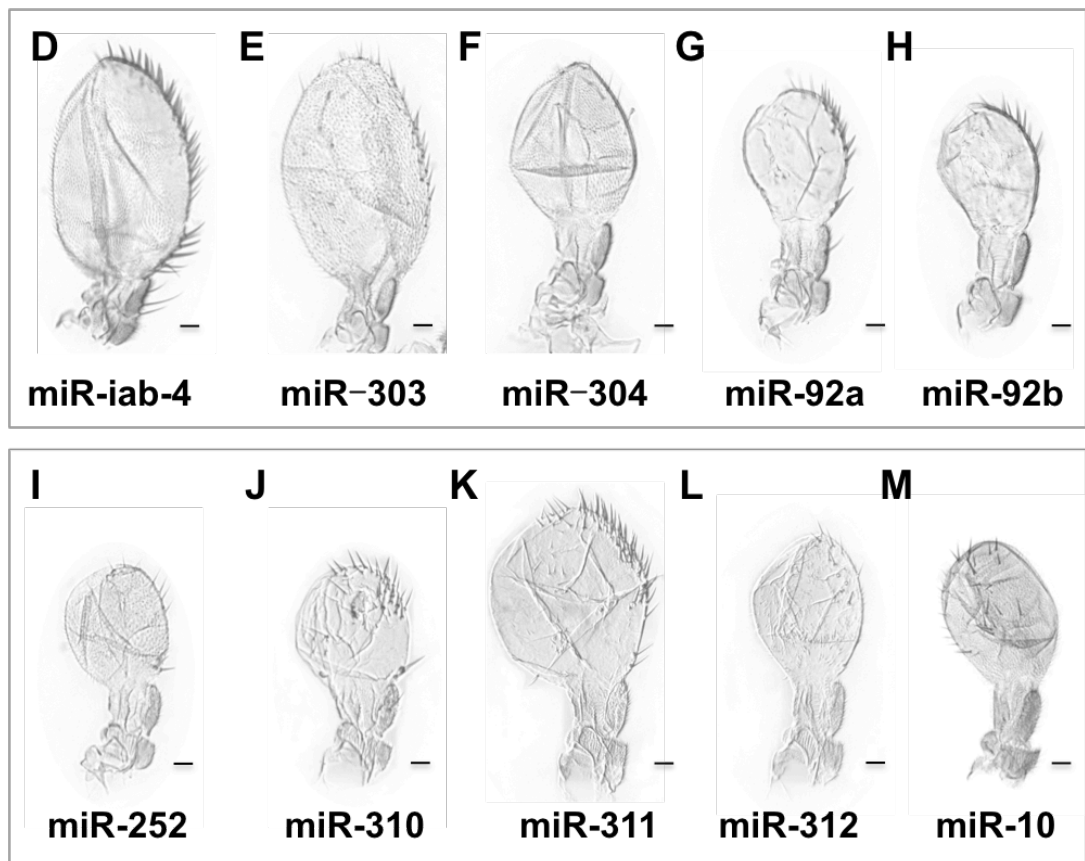 D E F G H
miR-iab-4 miR-303 miR-304 miR-92a miR-92b
I J K L M
miR-252 miR-310 miR-311 miR-312 miR-10